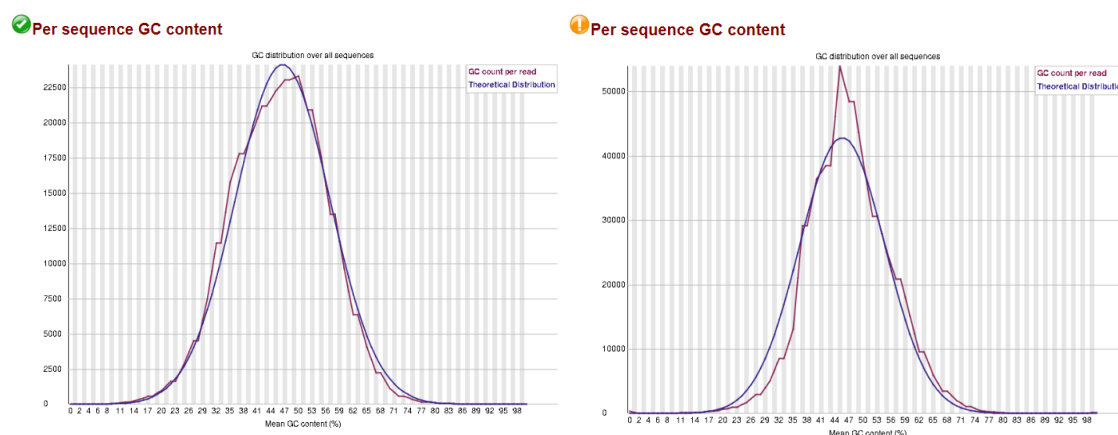 Per sequence GC content
GC distribution over all sequences
GC count per read
Theoretical Distribution
22500
20000
17500
15000
12500
10000
7500
5000
2500
0
0 2 4 6 8 11 14 17 20 23 26 29 32 35 38 41 44 47 50 53 56 59 62 65 68 71 74 77 80 83 86 89 92 95 98
Mean GC content (%)
Per sequence GC content
GC distribution over all sequences
GC count per read
Theoretical Distributio
50000
40000
30000
20000
10000
0
0 2 4 6 8 11 14 17 20 23 26 29 32 35 38 41 44 47 50 53 56 59 62 65 68 71 74 77 80 83 86 89 92 95 98
Mean GC content (%)